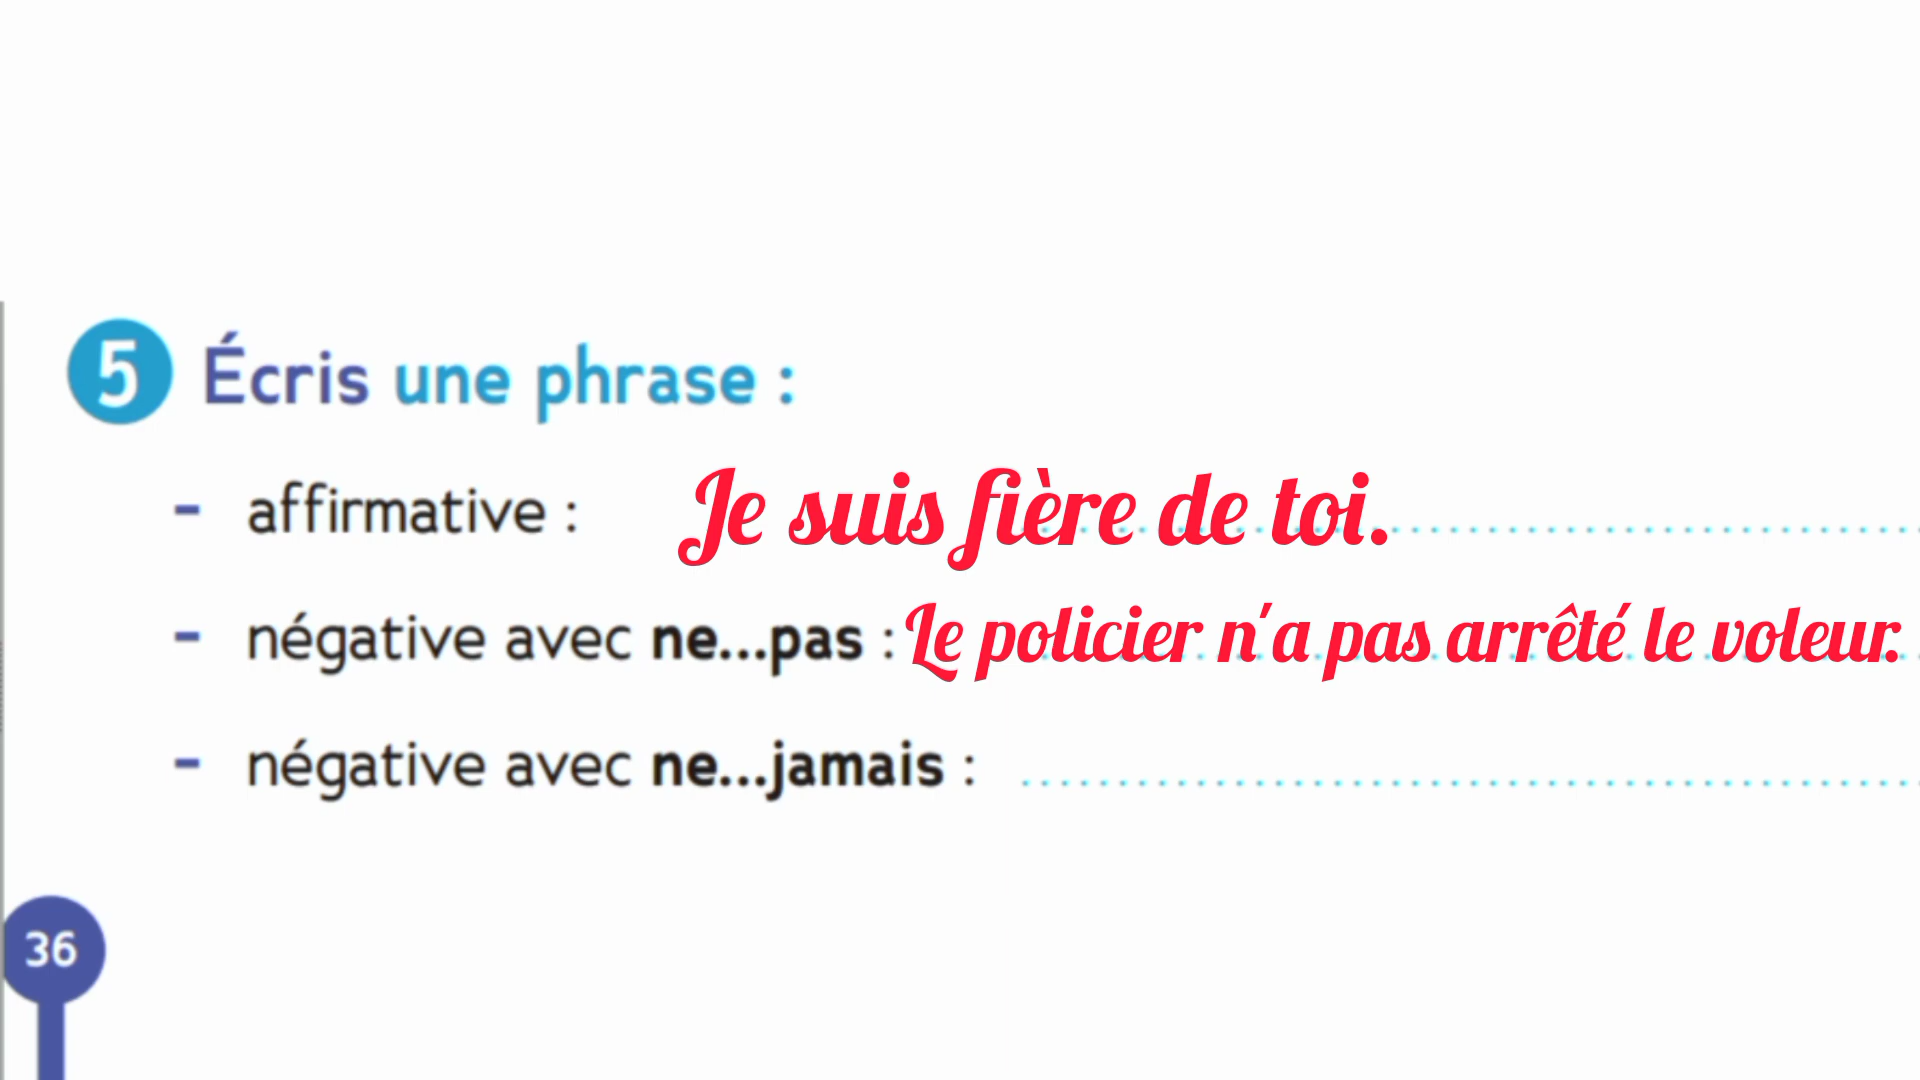 5 Écris une phrase :
- affirmative : Je suis fière de toi.
- négative avec ne...pas : Le policier n'a pas arrêté le voleur.
- négative avec ne...jamais :
36